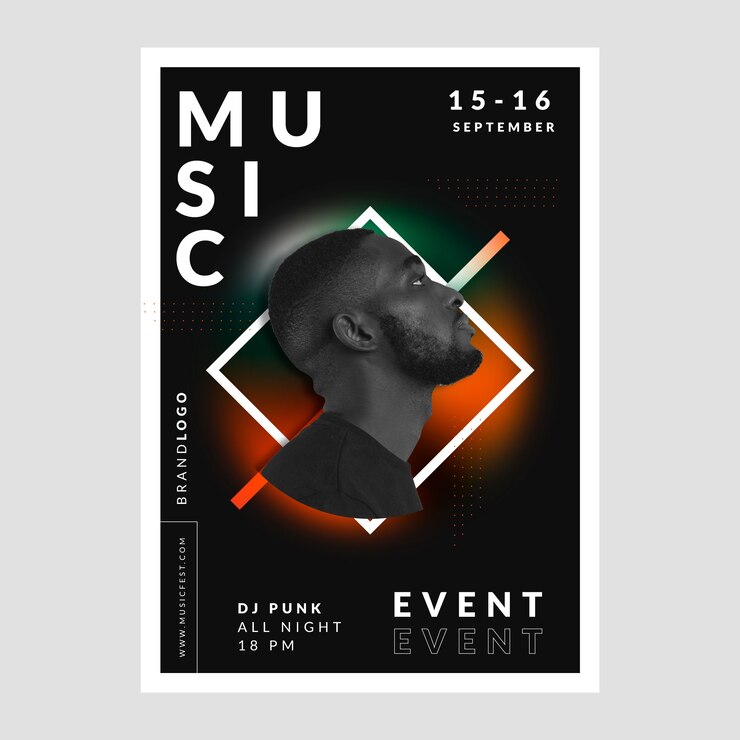 MU
SI
C
15-16
SEPTEMBER
BRANDLOGO
WWW.MUSICFEST.COM
DJ PUNK
ALL NIGHT
18 PM
EVENT
EVENT